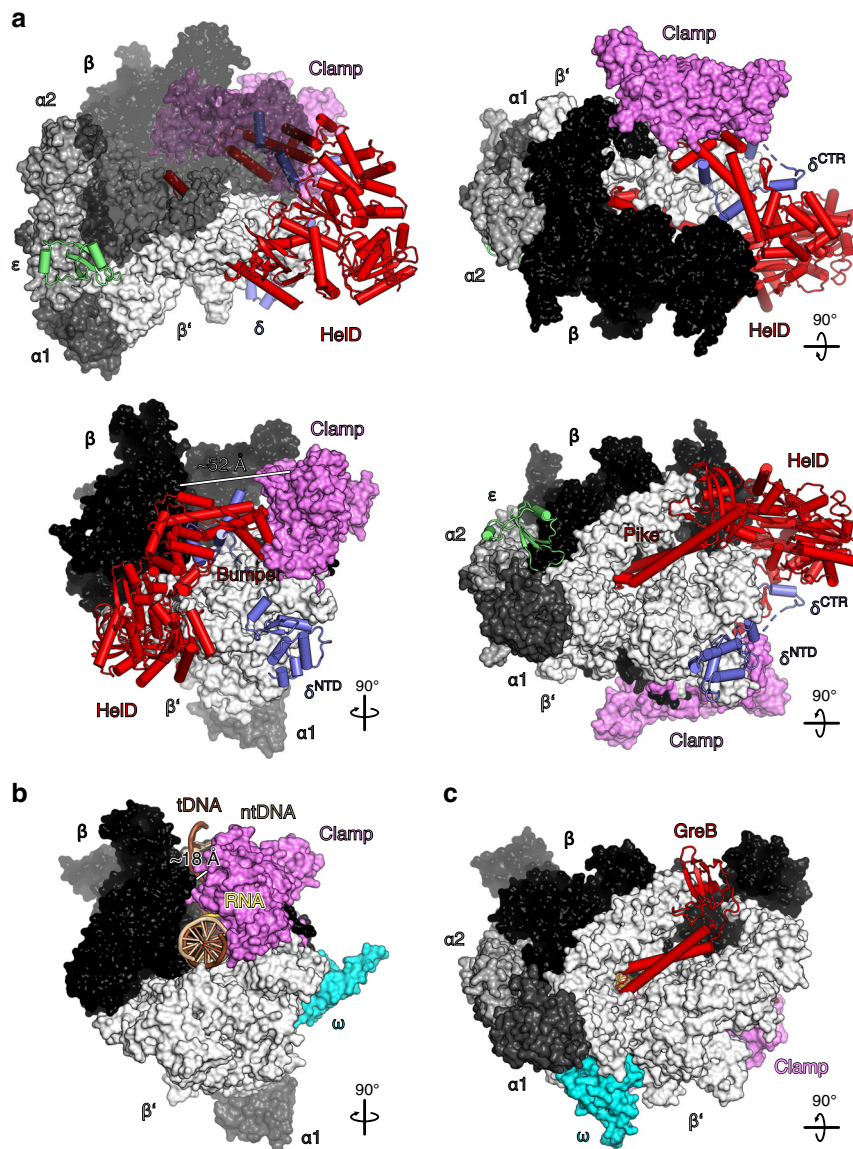 a
β
Clamp
α2
ε
β‘
δ
HelD
α1
Clamp
β‘
α1
δCTR
α2
β
HelD
90°
β
Clamp
~52 Å
Bumper
δNTD
HelD
β‘
90°
α1
β
HelD
ε
α2
Pike
δCTR
α1
δNTD
β‘
90°
Clamp
b
tDNA
ntDNA
β
Clamp
~18 Å
RNA
ω
90°
β‘
α1
c
GreB
β
α2
Clamp
α1
90°
β‘
ω